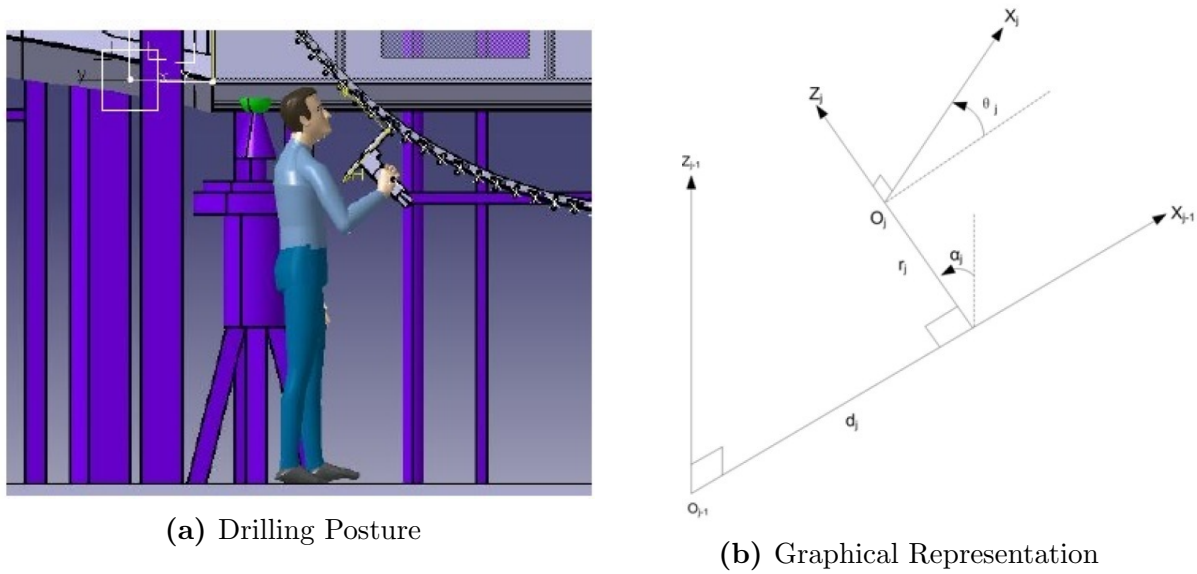 y
H
(a) Drilling Posture
X_j
Z_j
θ_j
Z_{j-1}
O_j
X_{j-1}
r_j
α_j
d_j
O_{j-1}
(b) Graphical Representation